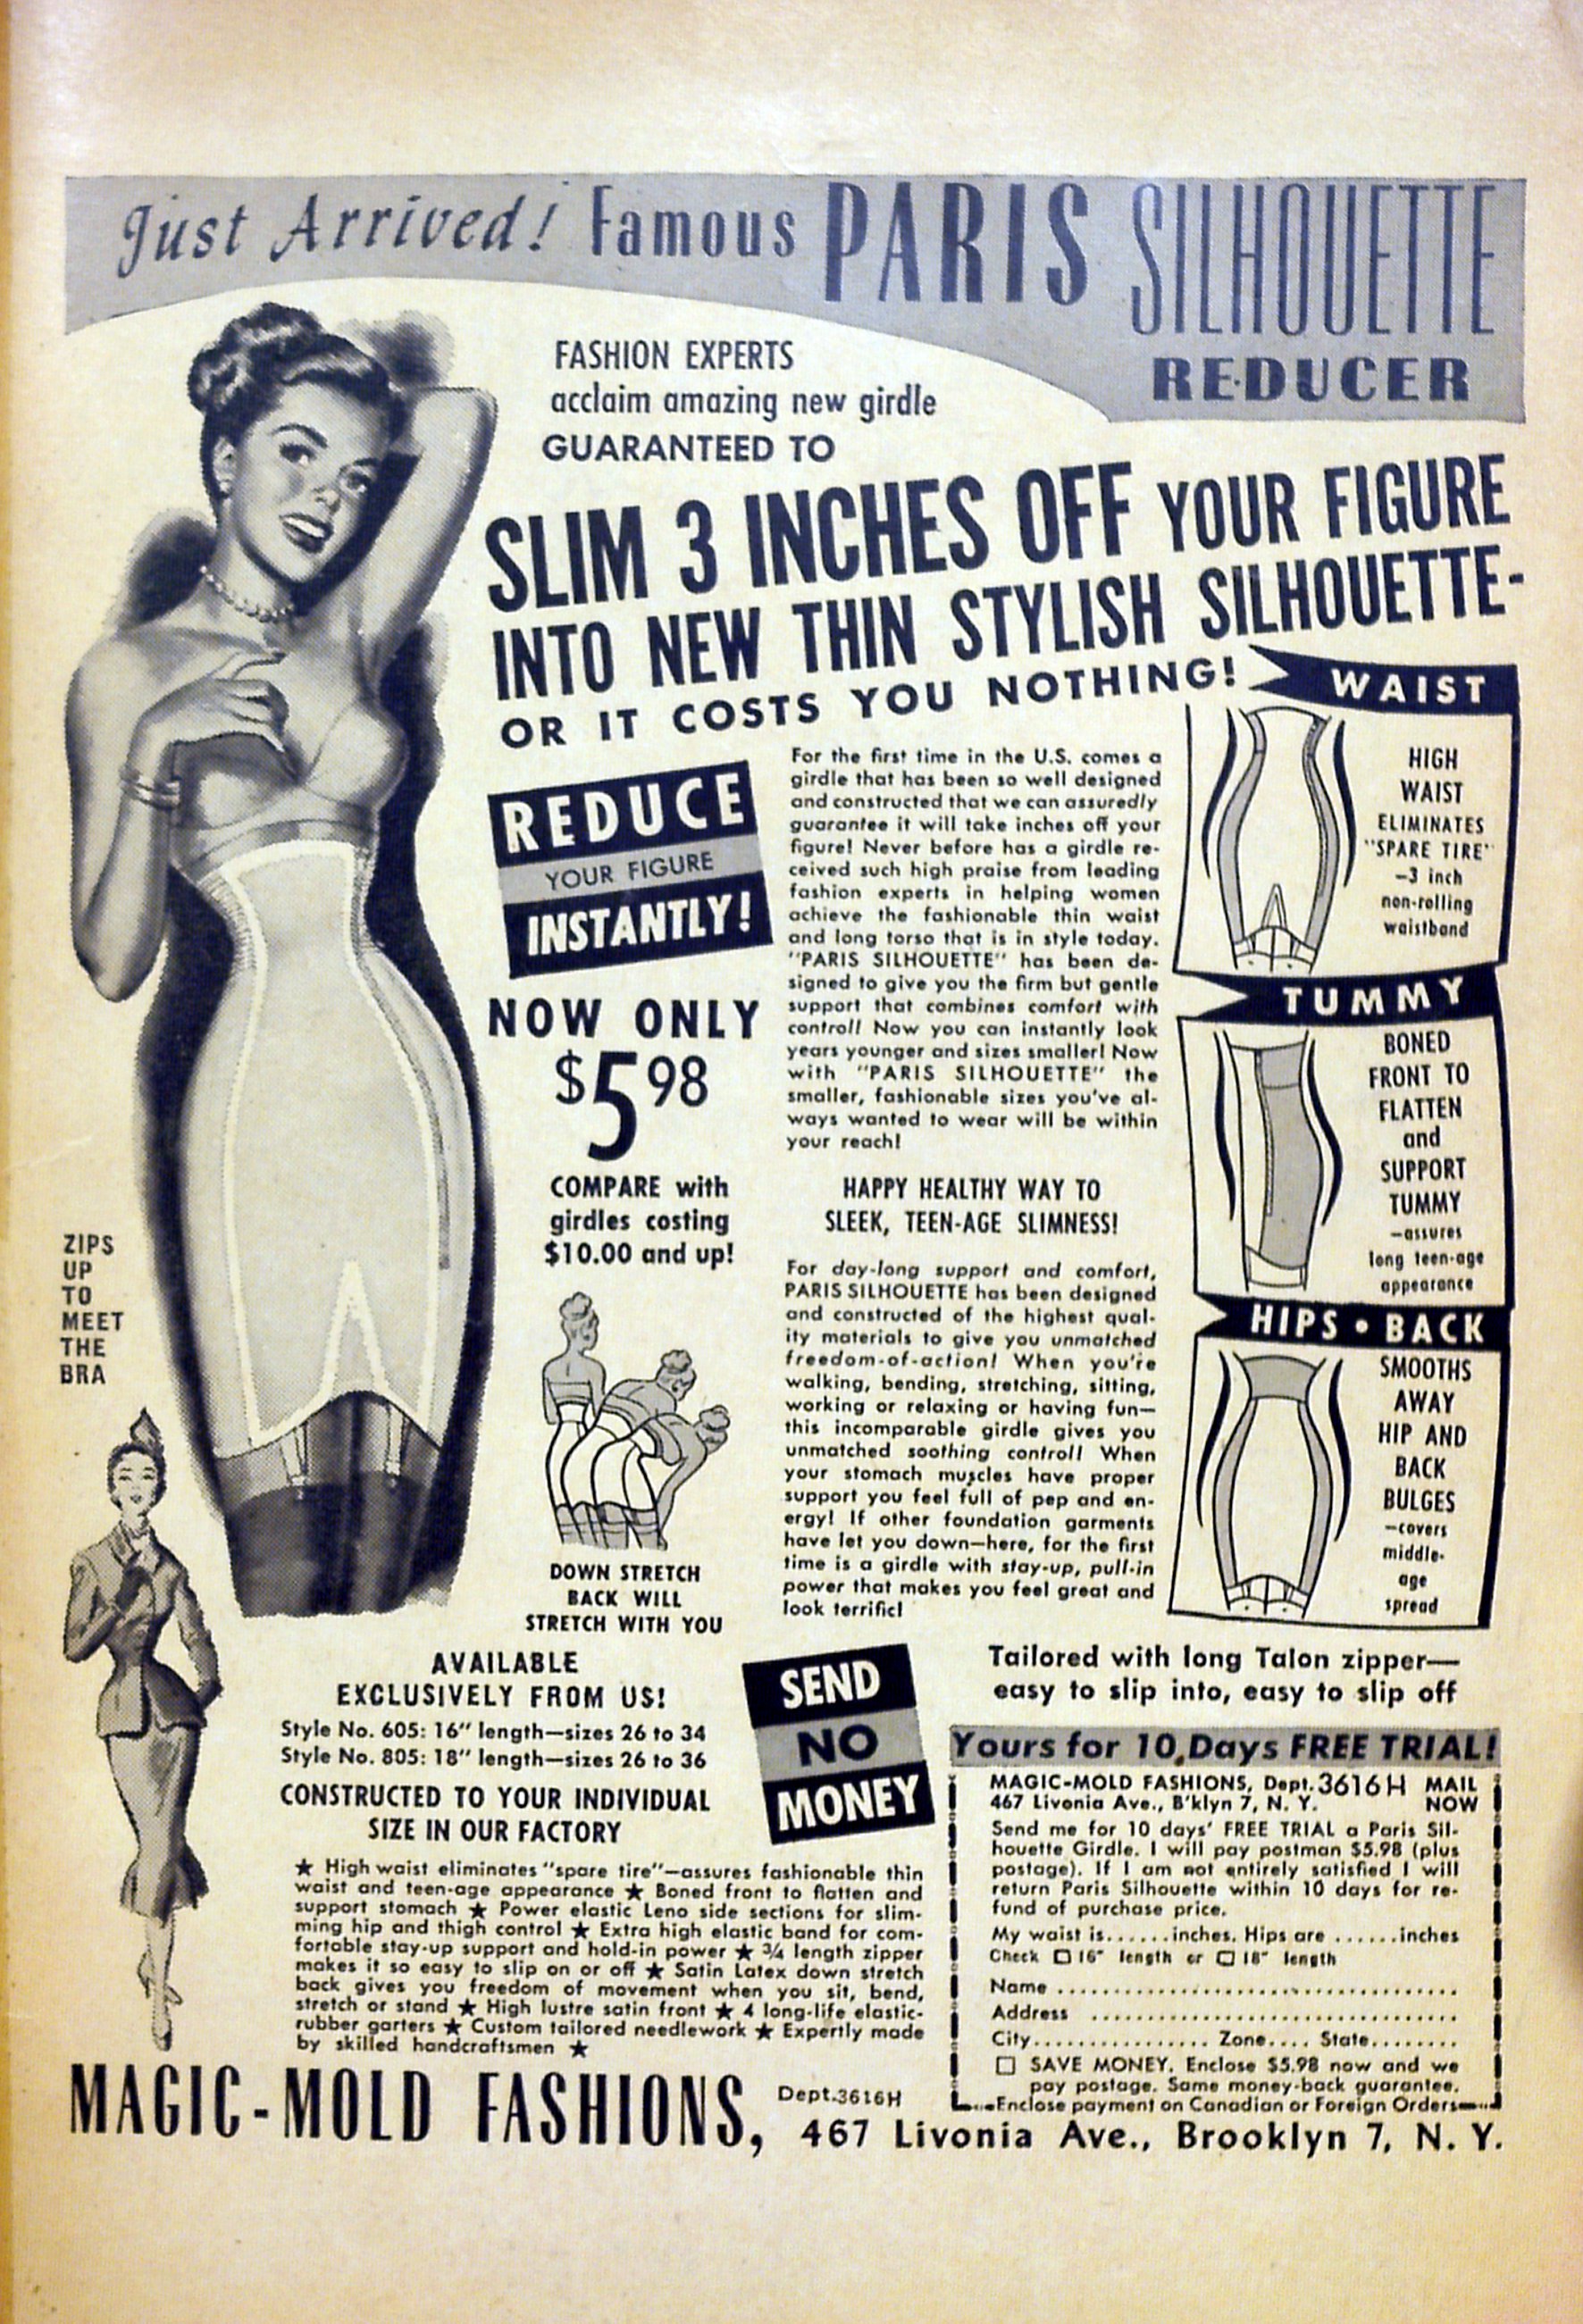 Just Arrived! Famous PARIS SILHOUETTE
REDUCER
FASHION EXPERTS
acclaim amazing new girdle
GUARANTEED TO
SLIM 3 INCHES OFF YOUR FIGURE
INTO NEW THIN STYLISH SILHOUETTE-
OR IT COSTS YOU NOTHING!
REDUCE
YOUR FIGURE
INSTANTLY!
NOW ONLY
$5 98
COMPARE with
girdles costing
$10.00 and up!
DOWN STRETCH
BACK WILL
STRETCH WITH YOU
For the first time in the U.S. comes a
girdle that has been so well designed
and constructed that we can assuredly
guarantee it will take inches off your
figure! Never before has a girdle re-
ceived such high praise from leading
fashion experts in helping women
achieve the fashionable thin waist
and long torso that is in style today.
"PARIS SILHOUETTE" has been de-
signed to give you the firm but gentle
support that combines comfort with
control! Now you can instantly look
years younger and sizes smaller! Now
with "PARIS SILHOUETTE" the
smaller, fashionable sizes you've al-
ways wanted to wear will be within
your reach!
HAPPY HEALTHY WAY TO
SLEEK, TEEN-AGE SLIMNESS!
For day-long support and comfort,
PARIS SILHOUETTE has been designed
and constructed of the highest qual-
ity materials to give you unmatched
freedom-of-action! When you're
walking, bending, stretching, sitting,
working or relaxing or having fun—
this incomparable girdle gives you
unmatched soothing control! When
your stomach muscles have proper
support you feel full of pep and en-
ergy! If other foundation garments
have let you down—here, for the first
time is a girdle with stay-up, pull-in
power that makes you feel great and
look terrific!
WAIST
HIGH
WAIST
ELIMINATES
"SPARE TIRE"
—3 inch
non-rolling
waistband
TUMMY
BONED
FRONT TO
FLATTEN
and
SUPPORT
TUMMY
—assures
long teen-age
appearance
HIPS • BACK
SMOOTHS
AWAY
HIP AND
BACK
BULGES
—covers
middle-
age
spread
ZIPS
UP
TO
MEET
THE
BRA
AVAILABLE
EXCLUSIVELY FROM US!
Style No. 605: 16" length—sizes 26 to 34
Style No. 805: 18" length—sizes 26 to 36
CONSTRUCTED TO YOUR INDIVIDUAL
SIZE IN OUR FACTORY
★ High waist eliminates "spare tire"—assures fashionable thin
waist and teen-age appearance ★ Boned front to flatten and
support stomach ★ Power elastic Leno side sections for slim-
ming hip and thigh control ★ Extra high elastic band for com-
fortable stay-up support and hold-in power ★ ¾ length zipper
makes it so easy to slip on or off ★ Satin Latex down stretch
back gives you freedom of movement when you sit, bend,
stretch or stand ★ High lustre satin front ★ 4 long-life elastic-
rubber garters ★ Custom tailored needlework ★ Expertly made
by skilled handcraftsmen ★
SEND
NO
MONEY
Tailored with long Talon zipper—
easy to slip into, easy to slip off
Yours for 10 Days FREE TRIAL!
MAGIC-MOLD FASHIONS, Dept. 3616H MAIL
467 Livonia Ave., B'klyn 7, N. Y. NOW
Send me for 10 days' FREE TRIAL a Paris Sil-
houette Girdle. I will pay postman $5.98 (plus
postage). If I am not entirely satisfied I will
return Paris Silhouette within 10 days for re-
fund of purchase price.
My waist is......inches. Hips are ......inches
Check ☐ 16" length or ☐ 18" length
Name ........................................
Address ....................................
City................ Zone.... State........
☐ SAVE MONEY. Enclose $5.98 now and we
pay postage. Same money-back guarantee.
Enclose payment on Canadian or Foreign Orders
MAGIC-MOLD FASHIONS, Dept. 3616H 467 Livonia Ave., Brooklyn 7, N. Y.